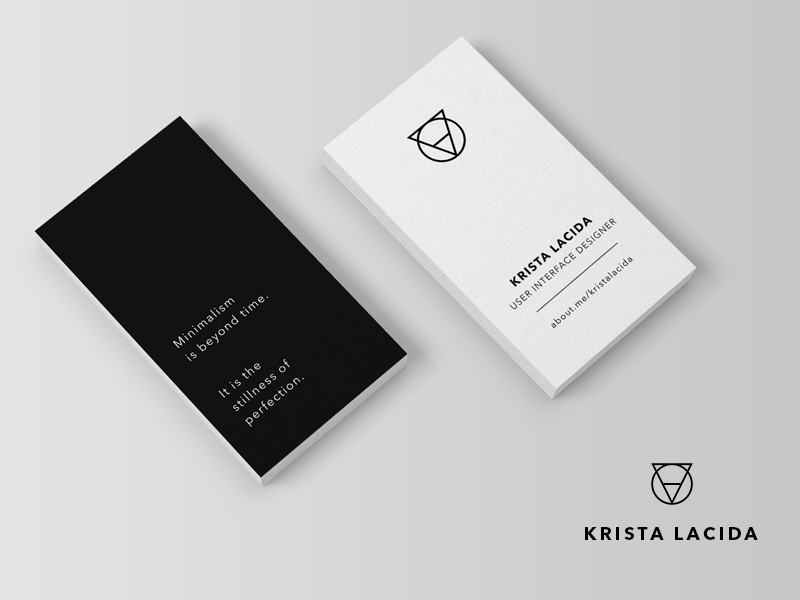 Minimalism
is beyond time.
It is the
stillness of
perfection.
KRISTA LACIDA
USER INTERFACE DESIGNER
about.me/kristalacida
KRISTA LACIDA